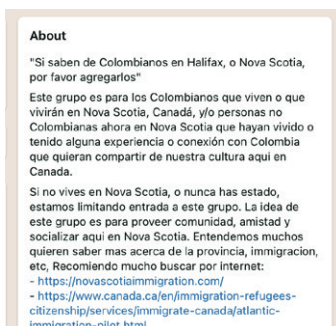 About
"Si saben de Colombianos en Halifax, o Nova Scotia,
por favor agregarlos"
Este grupo es para los Colombianos que viven o que
vivirán en Nova Scotia, Canadá, y/o personas no
Colombianas ahora en Nova Scotia que hayan vivido o
tenido alguna experiencia o conexión con Colombia
que quieran compartir de nuestra cultura aqui en
Canada.
Si no vives en Nova Scotia, o nunca has estado,
estamos limitando entrada a este grupo. La idea de
este grupo es para proveer comunidad, amistad y
socializar aqui en Nova Scotia. Entendemos muchos
quieren saber mas acerca de la provincia, immigracion,
etc, Recomiendo mucho buscar por internet:
- https://novascotiaimmigration.com/
- https://www.canada.ca/en/immigration-refugees-
citizenship/services/immigrate-canada/atlantic-
immigration-pilot.html